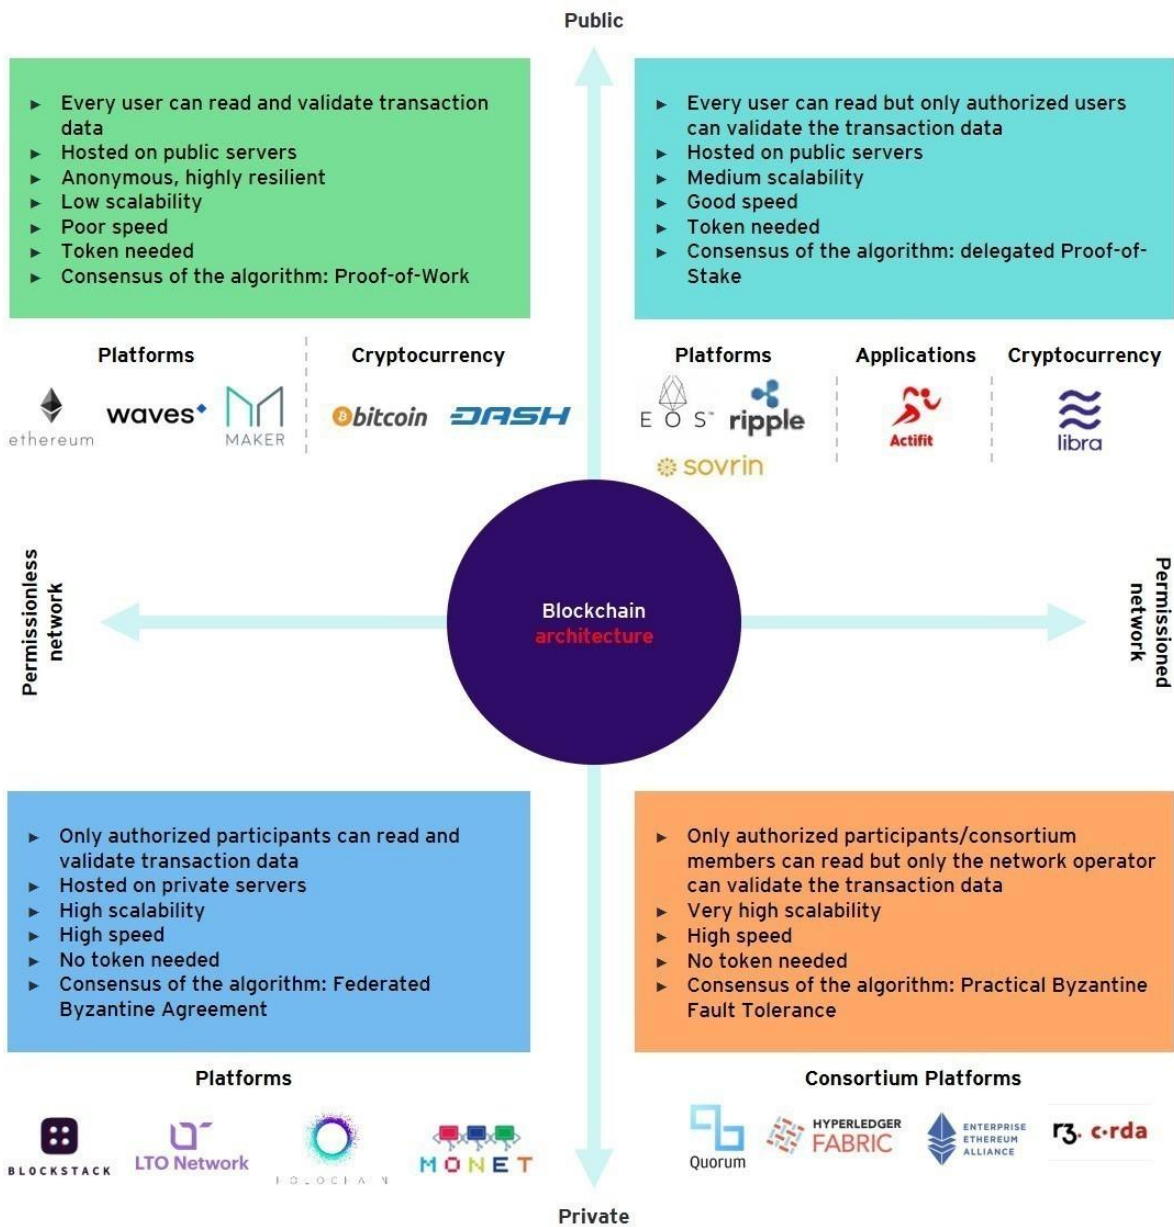 Public
► Every user can read and validate transaction
data
► Hosted on public servers
► Anonymous, highly resilient
► Low scalability
► Poor speed
► Token needed
► Consensus of the algorithm: Proof-of-Work
► Every user can read but only authorized users
can validate the transaction data
► Hosted on public servers
► Medium scalability
► Good speed
► Token needed
► Consensus of the algorithm: delegated Proof-of-
Stake
Platforms
ethereum
waves
MAKER
Cryptocurrency
bitcoin
DASH
Platforms
EOS™
ripple
sovrin
Applications
Actifit
Cryptocurrency
libra
Permissionless
network
Blockchain
architecture
Permissioned
network
► Only authorized participants can read and
validate transaction data
► Hosted on private servers
► High scalability
► High speed
► No token needed
► Consensus of the algorithm: Federated
Byzantine Agreement
► Only authorized participants/consortium
members can read but only the network operator
can validate the transaction data
► Very high scalability
► High speed
► No token needed
► Consensus of the algorithm: Practical Byzantine
Fault Tolerance
Platforms
BLOCKSTACK
LTO Network
HOLOCHAIN
MONET
Consortium Platforms
Quorum
HYPERLEDGER
FABRIC
ENTERPRISE
ETHEREUM
ALLIANCE
r3. c·rda
Private